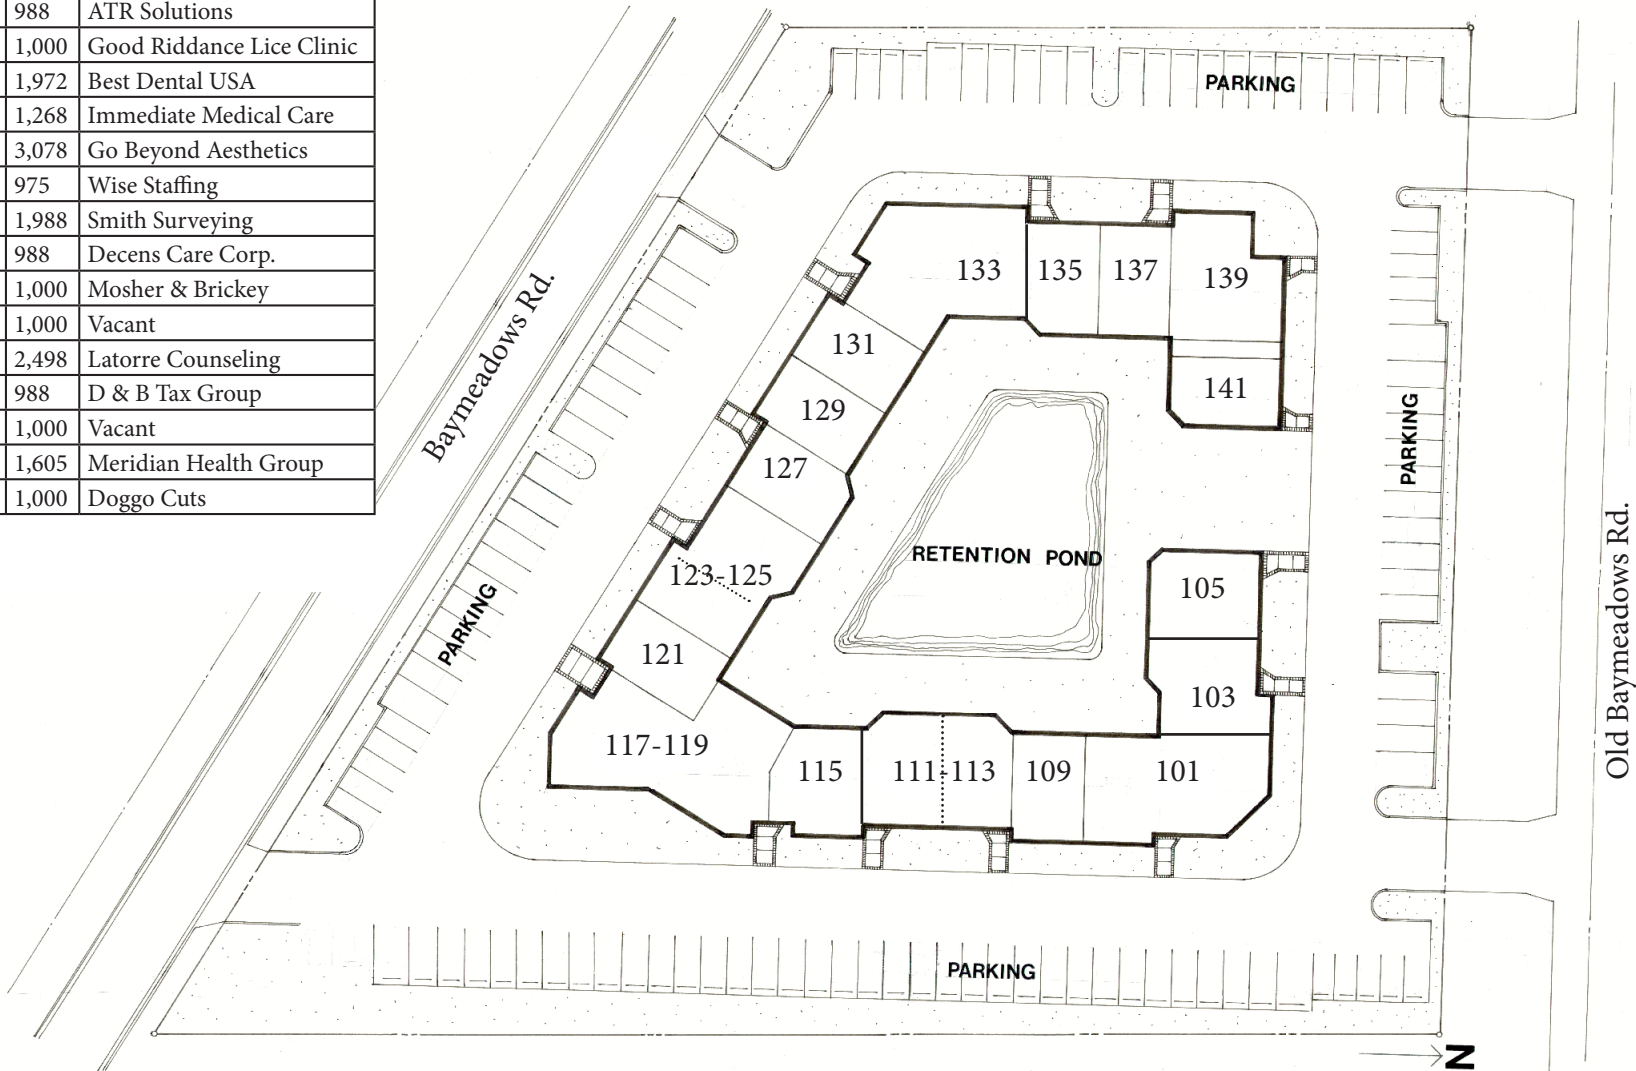 988 ATR Solutions
1,000 Good Riddance Lice Clinic
1,972 Best Dental USA
1,268 Immediate Medical Care
3,078 Go Beyond Aesthetics
975 Wise Staffing
1,988 Smith Surveying
988 Decens Care Corp.
1,000 Mosher & Brickey
1,000 Vacant
2,498 Latorre Counseling
988 D & B Tax Group
1,000 Vacant
1,605 Meridian Health Group
1,000 Doggo Cuts
PARKING
133
135
137
139
Baymeadows Rd.
131
141
129
PARKING
127
RETENTION POND
123-125
105
PARKING
121
103
Old Baymeadows Rd.
117-119
115
111-113
109
101
PARKING
N